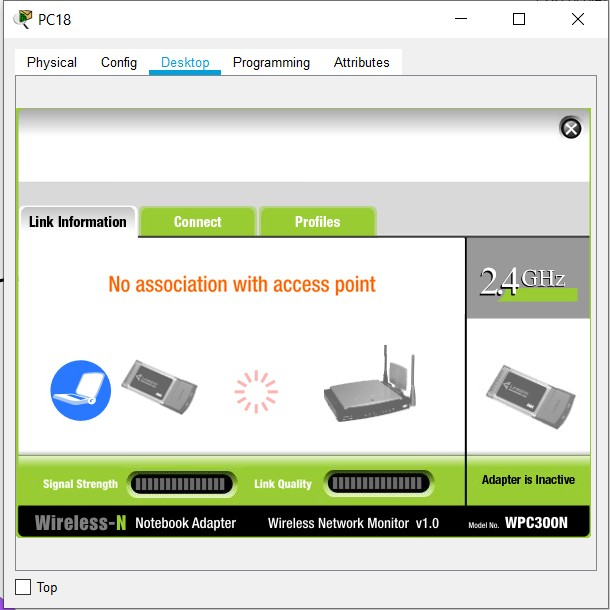 PC18
Physical Config Desktop Programming Attributes
Link Information Connect Profiles
No association with access point
2.4GHz
Signal Strength Link Quality Adapter is Inactive
Wireless-N Notebook Adapter Wireless Network Monitor v1.0 Model No. WPC300N
Top